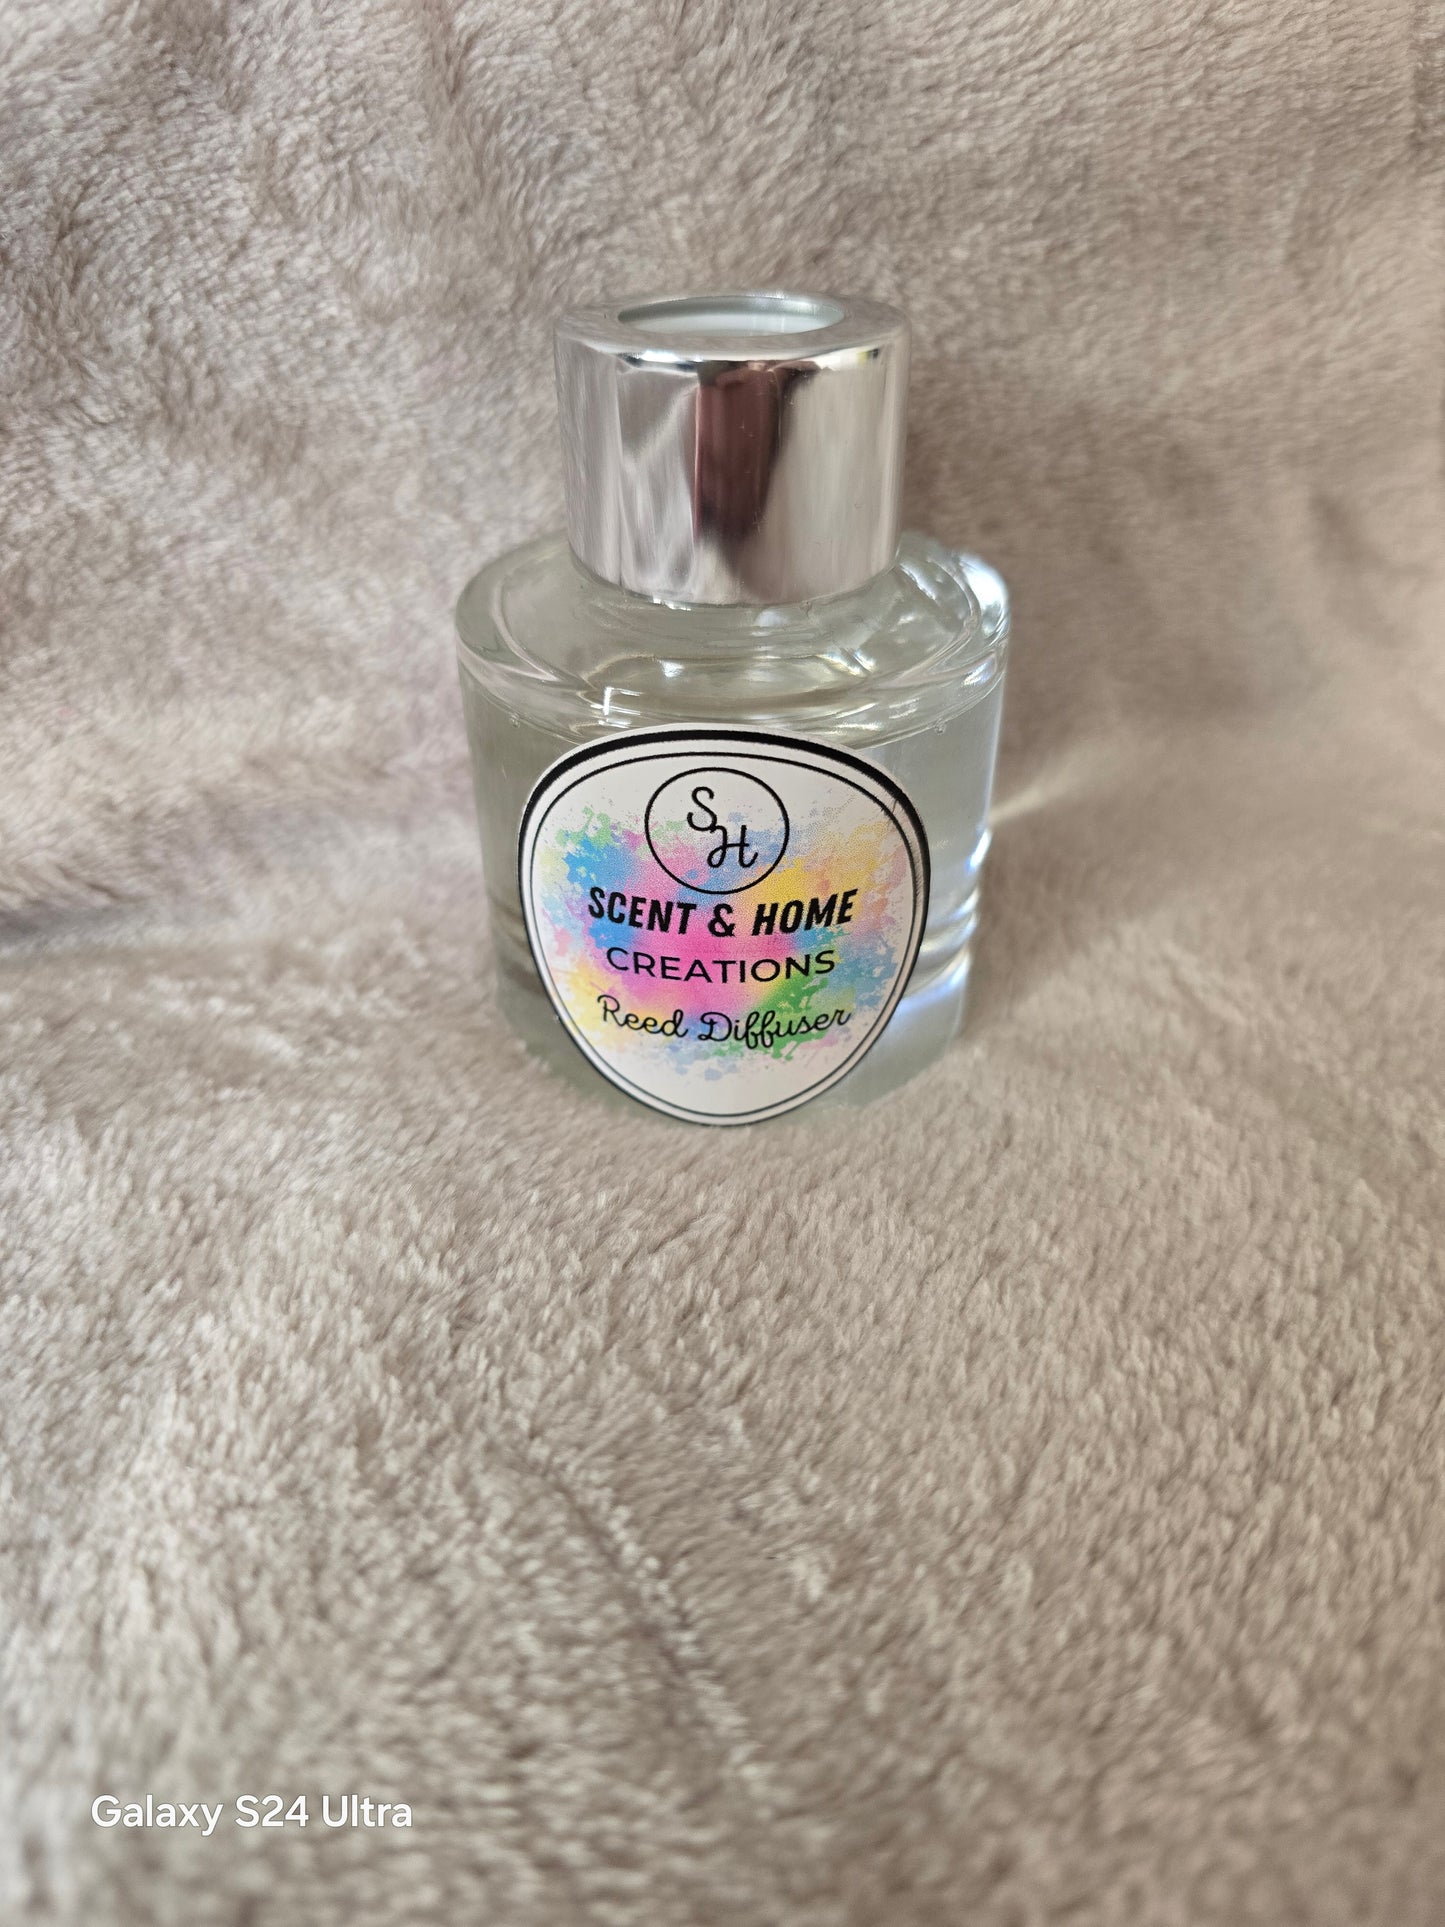 SH
SCENT & HOME
CREATIONS
Reed Diffuser
Galaxy S24 Ultra